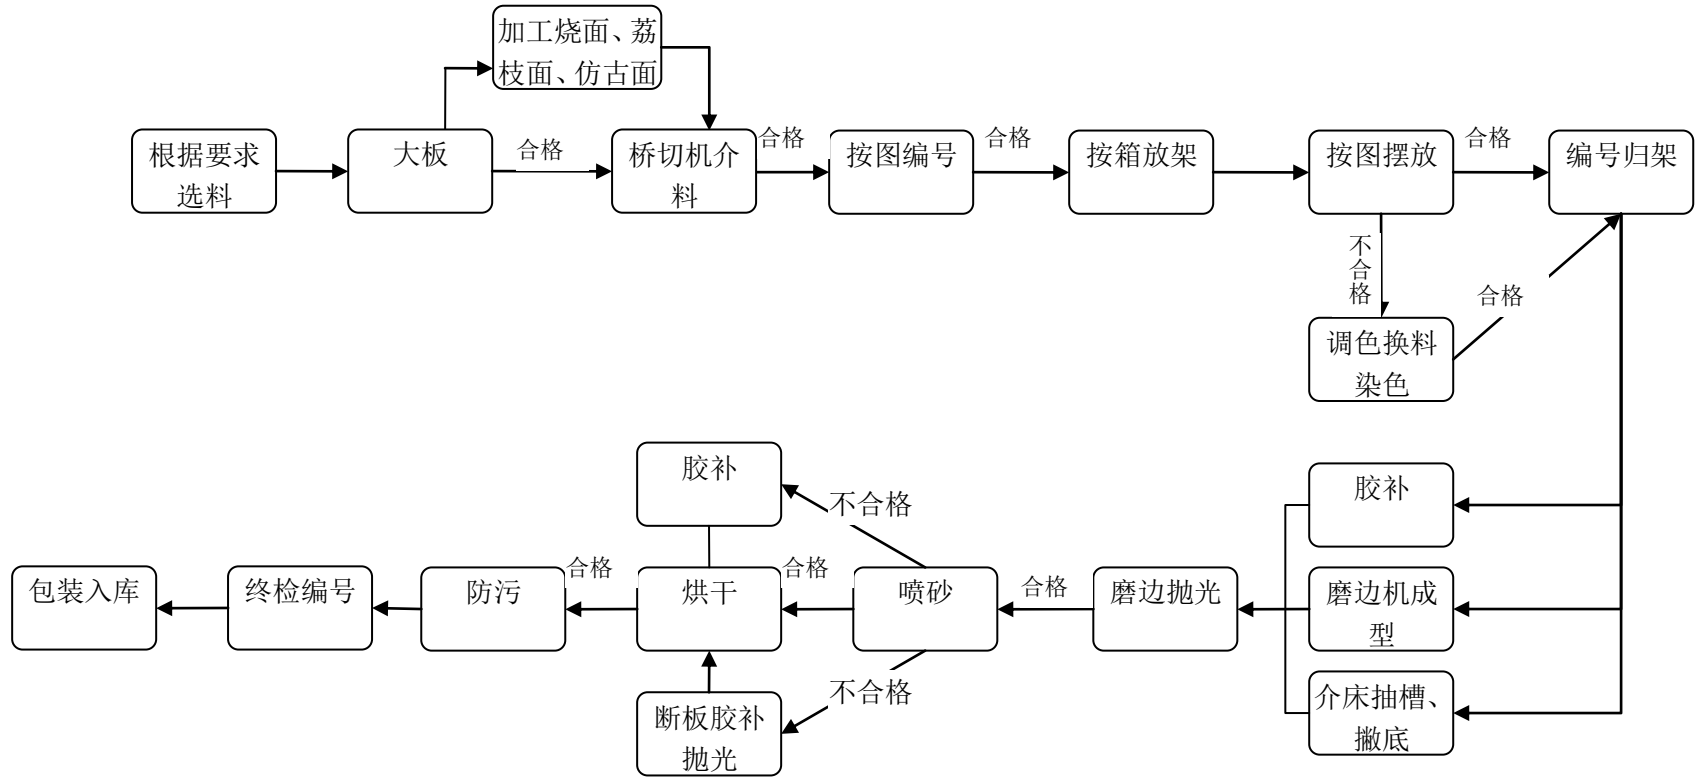 加工烧面、荔
枝面、仿古面
根据要求
选料
大板
合格
桥切机介
料
合格
按图编号
合格
按箱放架
按图摆放
合格
编号归架
不
合
格
合格
调色换料
染色
胶补
不合格
胶补
包装入库
终检编号
防污
合格
烘干
合格
喷砂
合格
磨边抛光
磨边机成
型
不合格
断板胶补
抛光
介床抽槽、
撇底